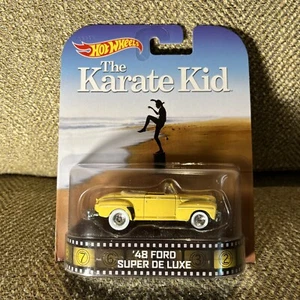 Hot Wheels
The
Karate Kid
'48 FORD
SUPER DE LUXE